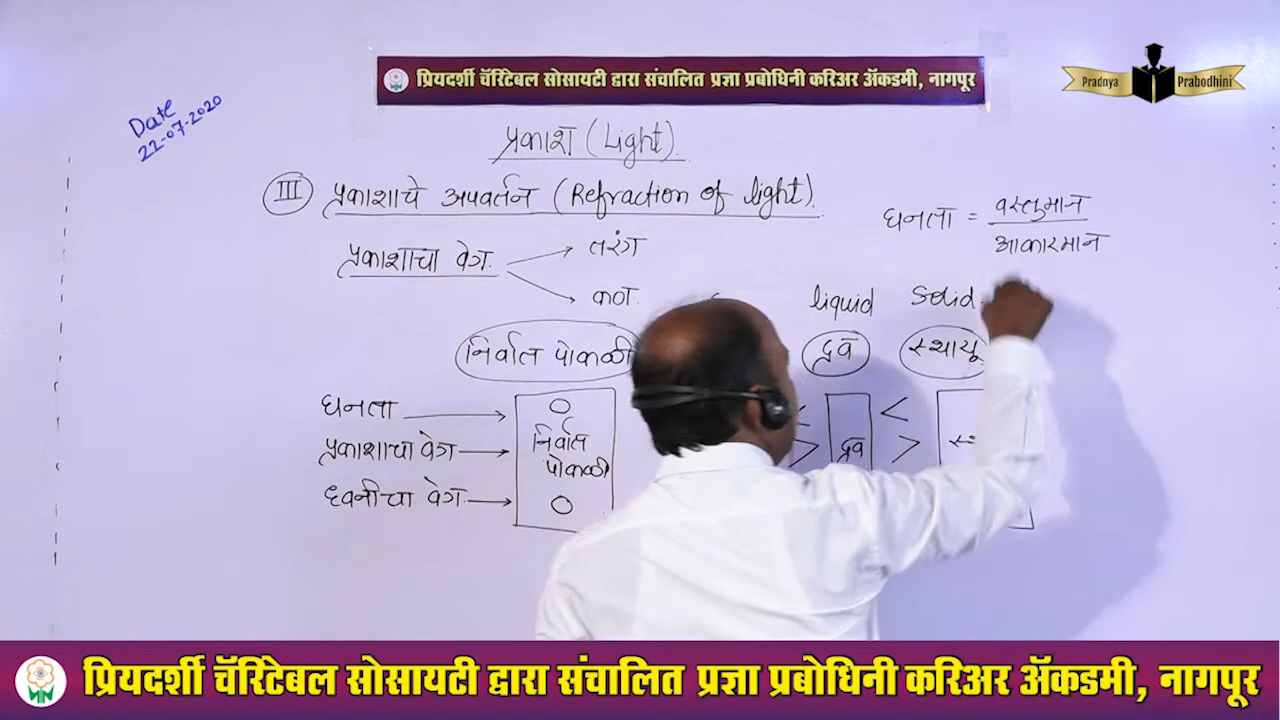 प्रियदर्शी चॅरिटेबल सोसायटी द्वारा संचालित प्रज्ञा प्रबोधिनी करिअर ॲकडमी, नागपूर
Pradnya Prabodhini
Date
22-07-2020
प्रकाश (Light)
III प्रकाशाचे अपवर्तन (Refraction of light)
घनता = वस्तुमान
आकारमान
प्रकाशाचा वेग
तरंग
कण
liquid Solid
निर्वात पोकळी द्रव स्थायू
घनता
प्रकाशाचा वेग
ध्वनीचा वेग
0
निर्वात
पोकळी
0
< <
> द्रव >
प्रियदर्शी चॅरिटेबल सोसायटी द्वारा संचालित प्रज्ञा प्रबोधिनी करिअर ॲकडमी, नागपूर